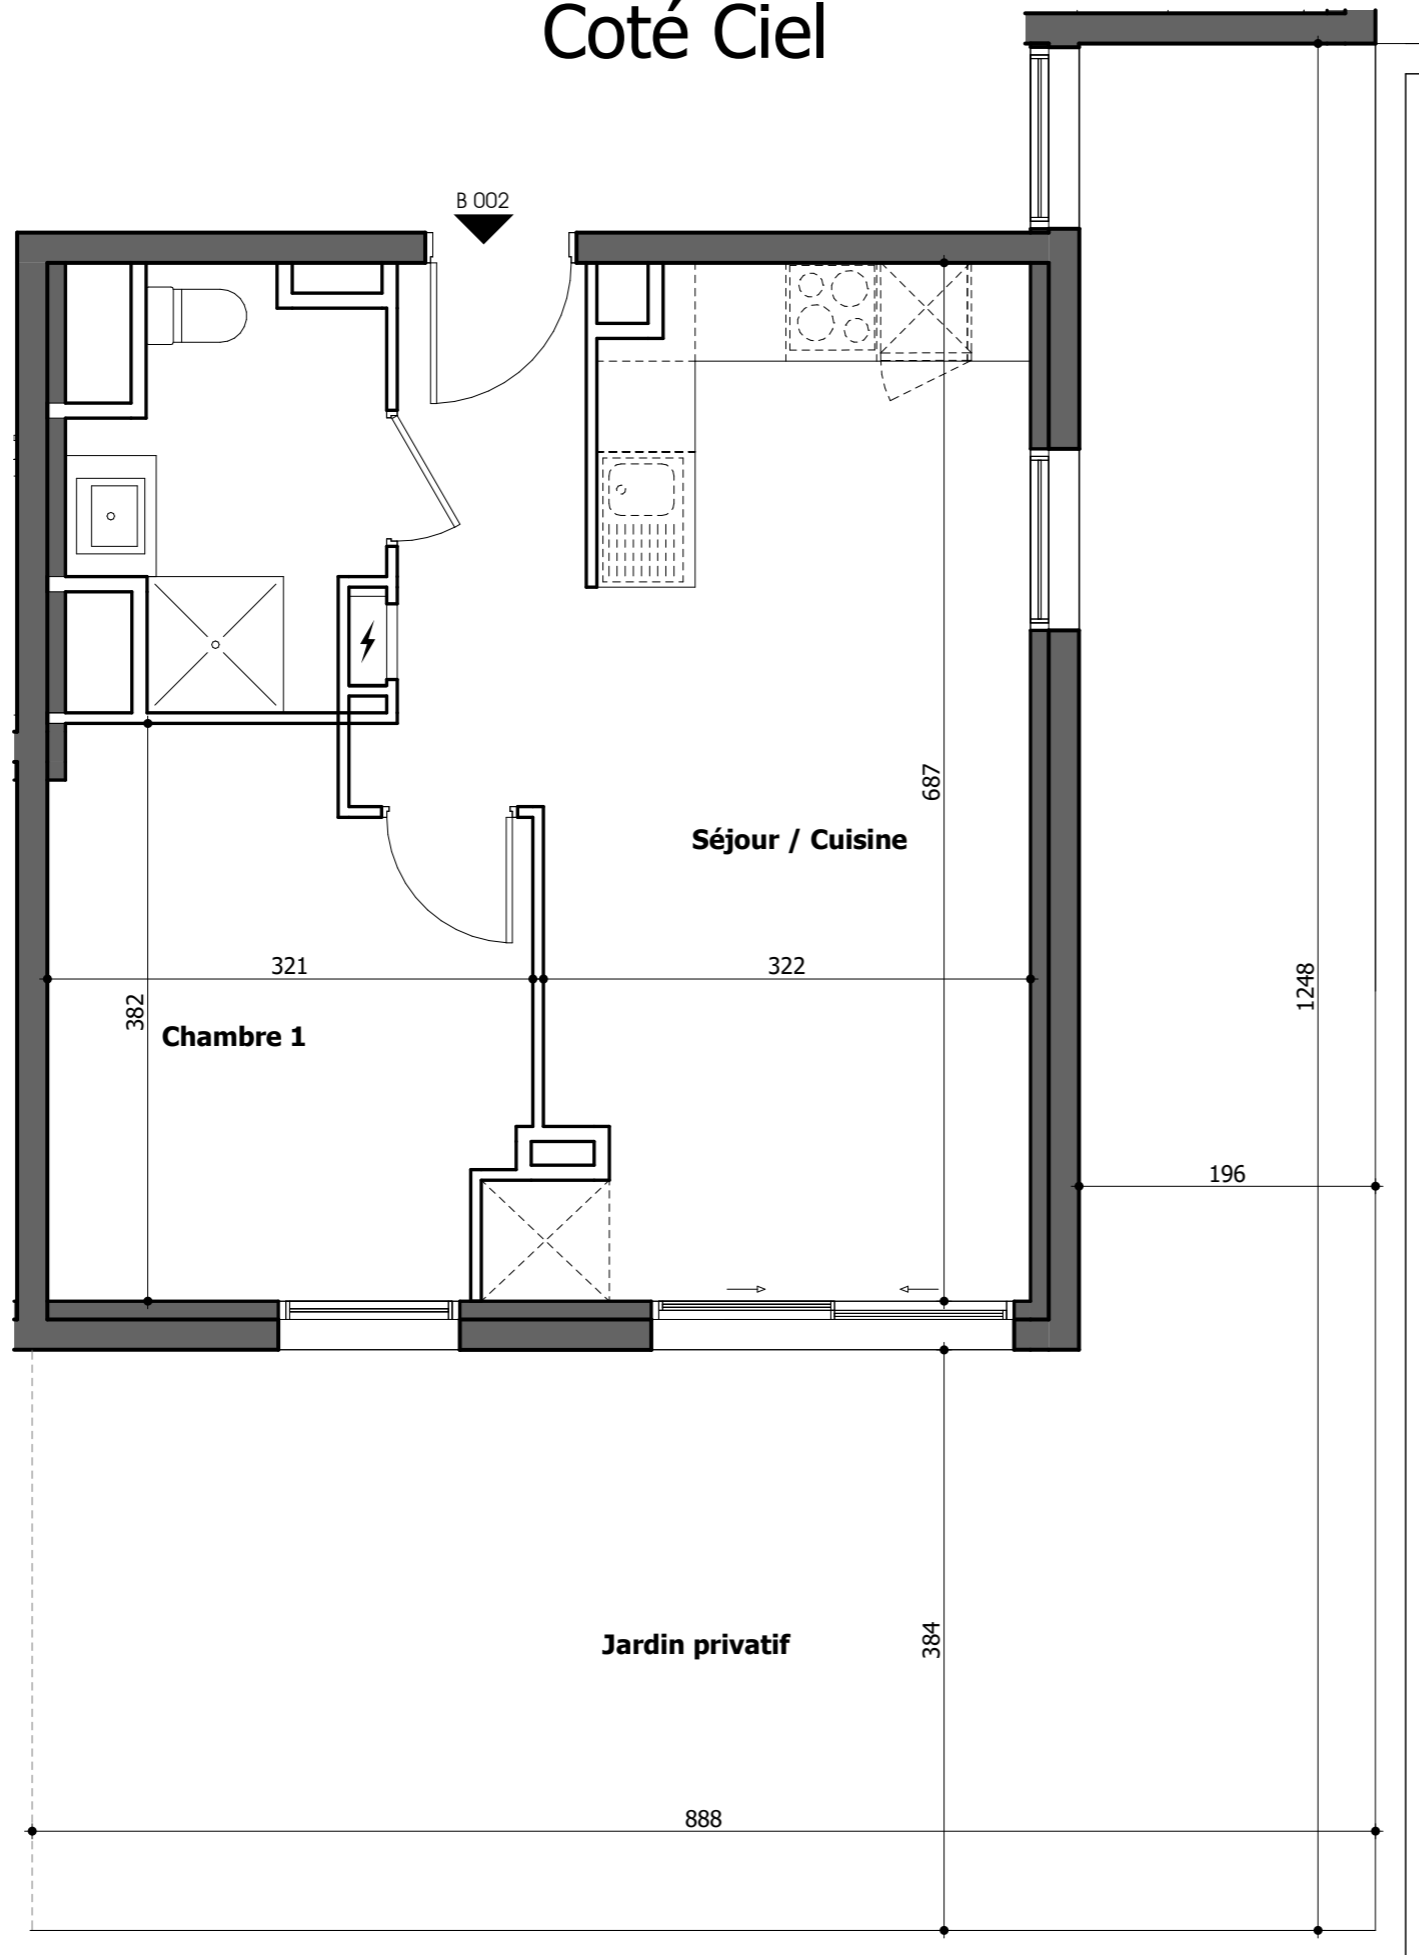 Coté Ciel
B 002
687
Séjour / Cuisine
321
322
382
1248
Chambre 1
196
Jardin privatif
384
888